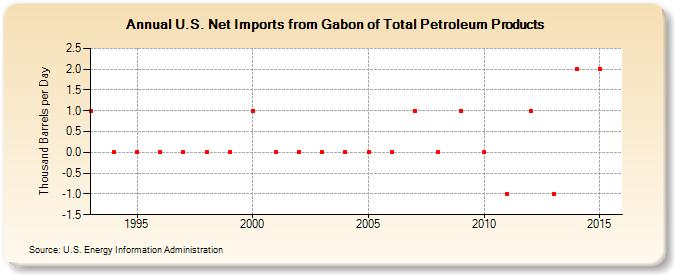 Annual U.S. Net Imports from Gabon of Total Petroleum Products
Thousand Barrels per Day
2.5
2.0
1.5
1.0
0.5
0.0
-0.5
-1.0
-1.5
1995 2000 2005 2010 2015
Source: U.S. Energy Information Administration